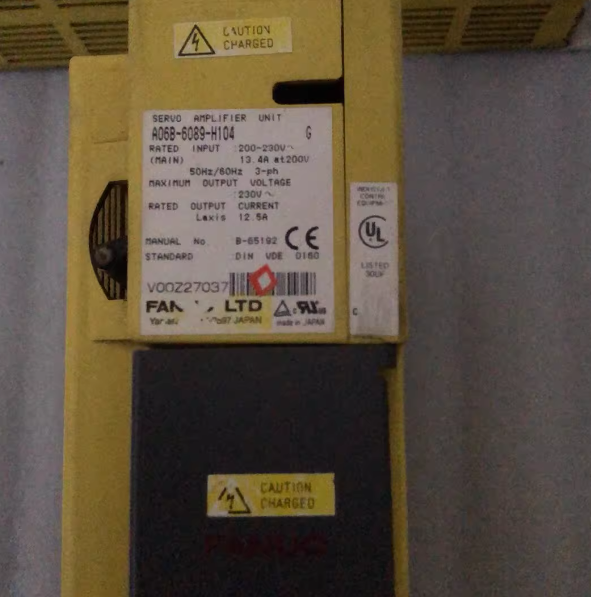 CAUTION
CHARGED
SERVO AMPLIFIER UNIT
A06B-6089-H104 G
RATED INPUT :200-230V~
(MAIN) 13.4A at200V
50Hz/60Hz 3-ph
MAXIMUM OUTPUT VOLTAGE
:230V~
RATED OUTPUT CURRENT
Laxis 12.5A
MANUAL No B-65192 CE
STANDARD DIN VDE 0160
V00Z27037
LTD
JAPAN
made in JAPAN
UL
LISTED
C
CAUTION
CHARGED
FANUC